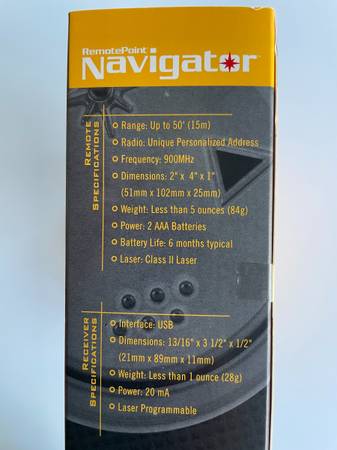 RemotePoint
Navigator
REMOTE SPECIFICATIONS
Range: Up to 50' (15m)
Radio: Unique Personalized Address
Frequency: 900MHz
Dimensions: 2" x 4" x 1"
(51mm x 102mm x 25mm)
Weight: Less than 5 ounces (84g)
Power: 2 AAA Batteries
Battery Life: 6 months typical
Laser: Class II Laser
RECEIVER SPECIFICATIONS
Interface: USB
Dimensions: 13/16" x 3 1/2" x 1/2"
(21mm x 89mm x 11mm)
Weight: Less than 1 ounce (28g)
Power: 20 mA
Laser Programmable